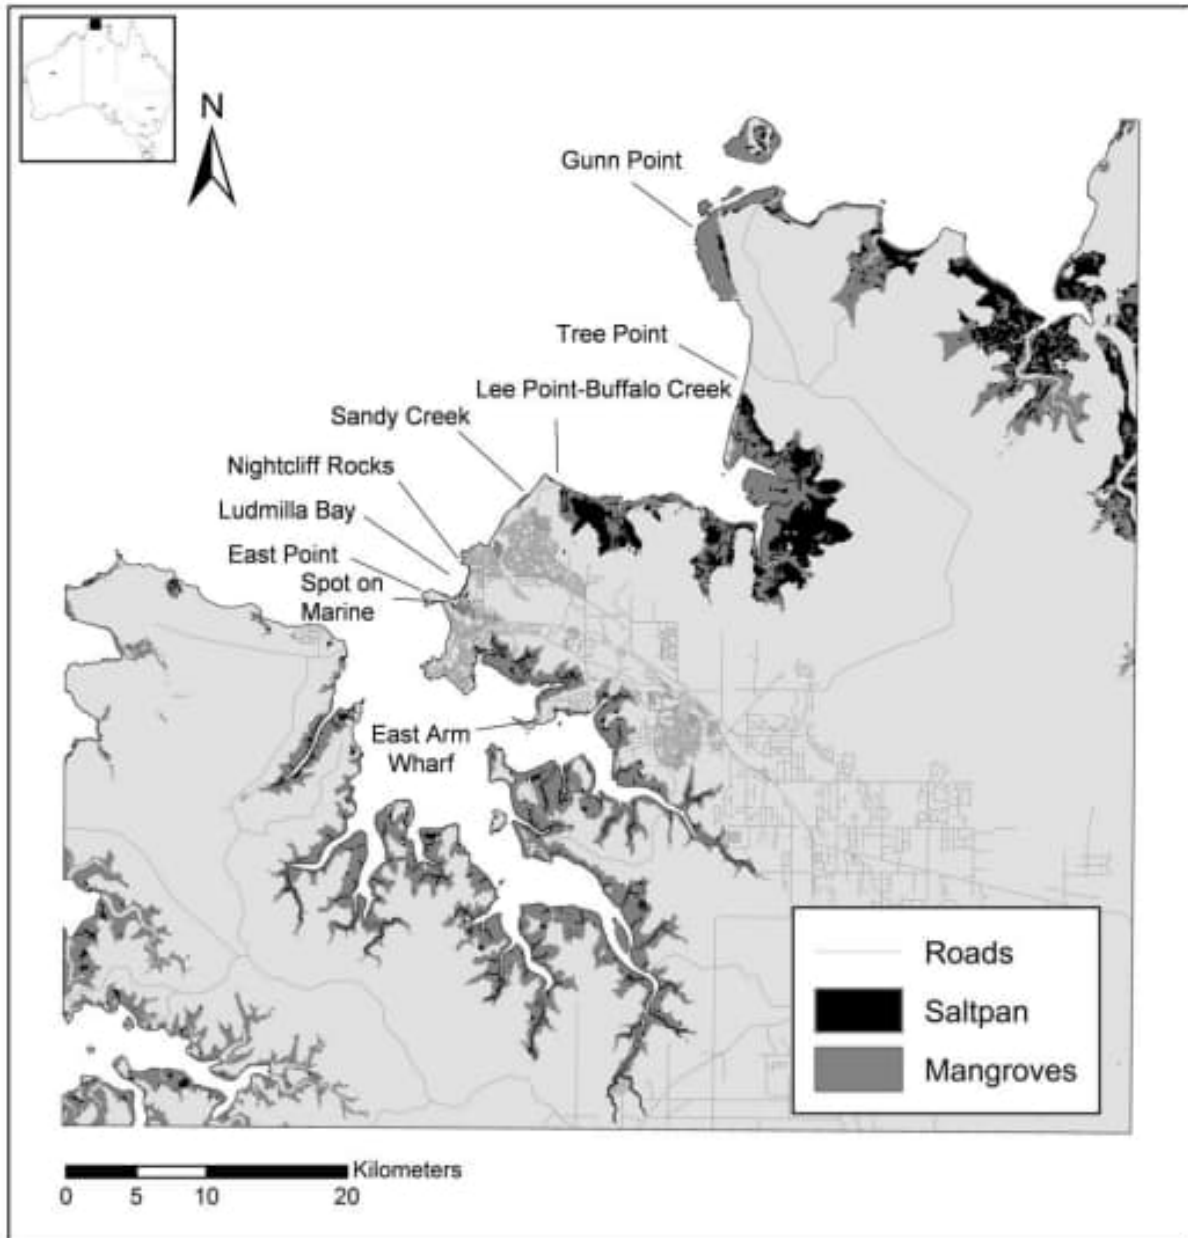 N
Gunn Point
Tree Point
Lee Point-Buffalo Creek
Sandy Creek
Nightcliff Rocks
Ludmilla Bay
East Point
Spot on
Marine
East Arm
Wharf
Roads
Saltpan
Mangroves
Kilometers
0 5 10 20